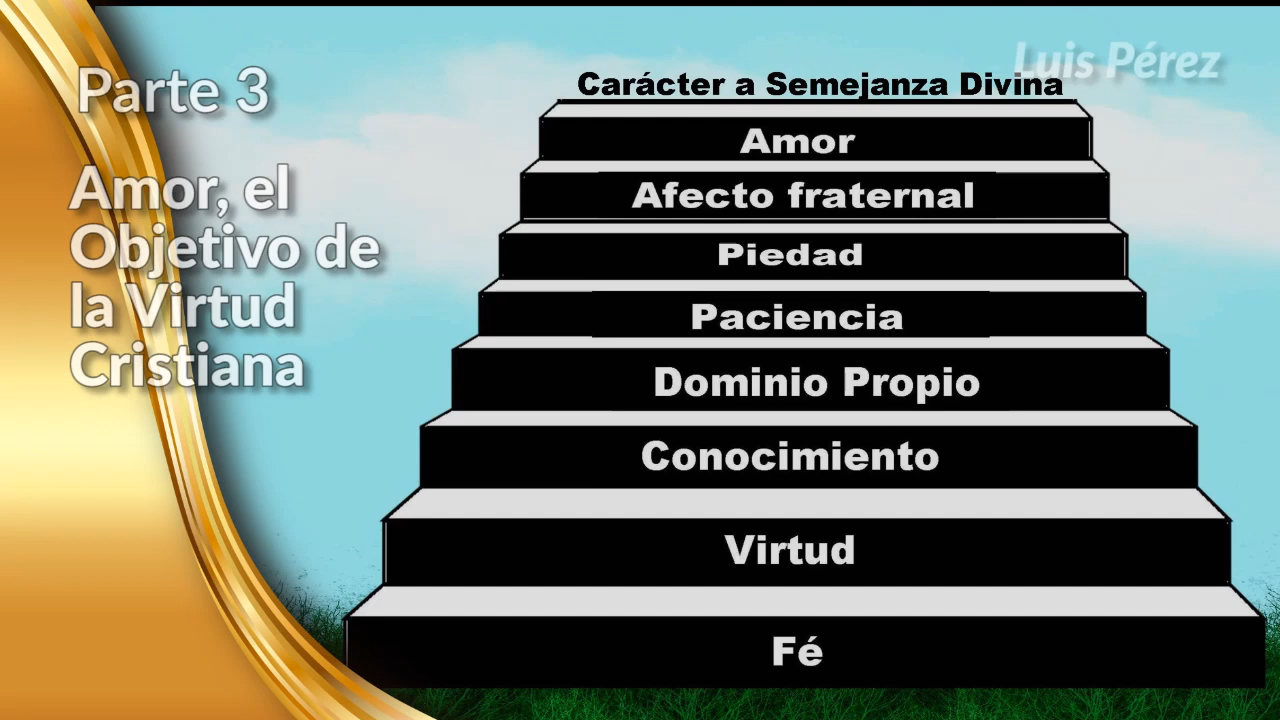 Parte 3
Amor, el
Objetivo de
la Virtud
Cristiana
Luis Pérez
Carácter a Semejanza Divina
Amor
Afecto fraternal
Piedad
Paciencia
Dominio Propio
Conocimiento
Virtud
Fé